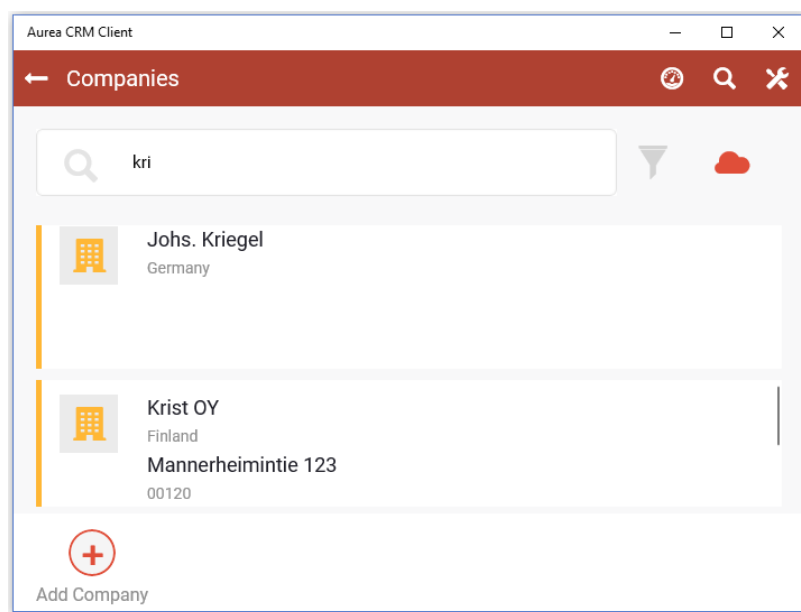 Aurea CRM Client
Companies
kri
Johs. Kriegel
Germany
Krist OY
Finland
Mannerheimintie 123
00120
Add Company